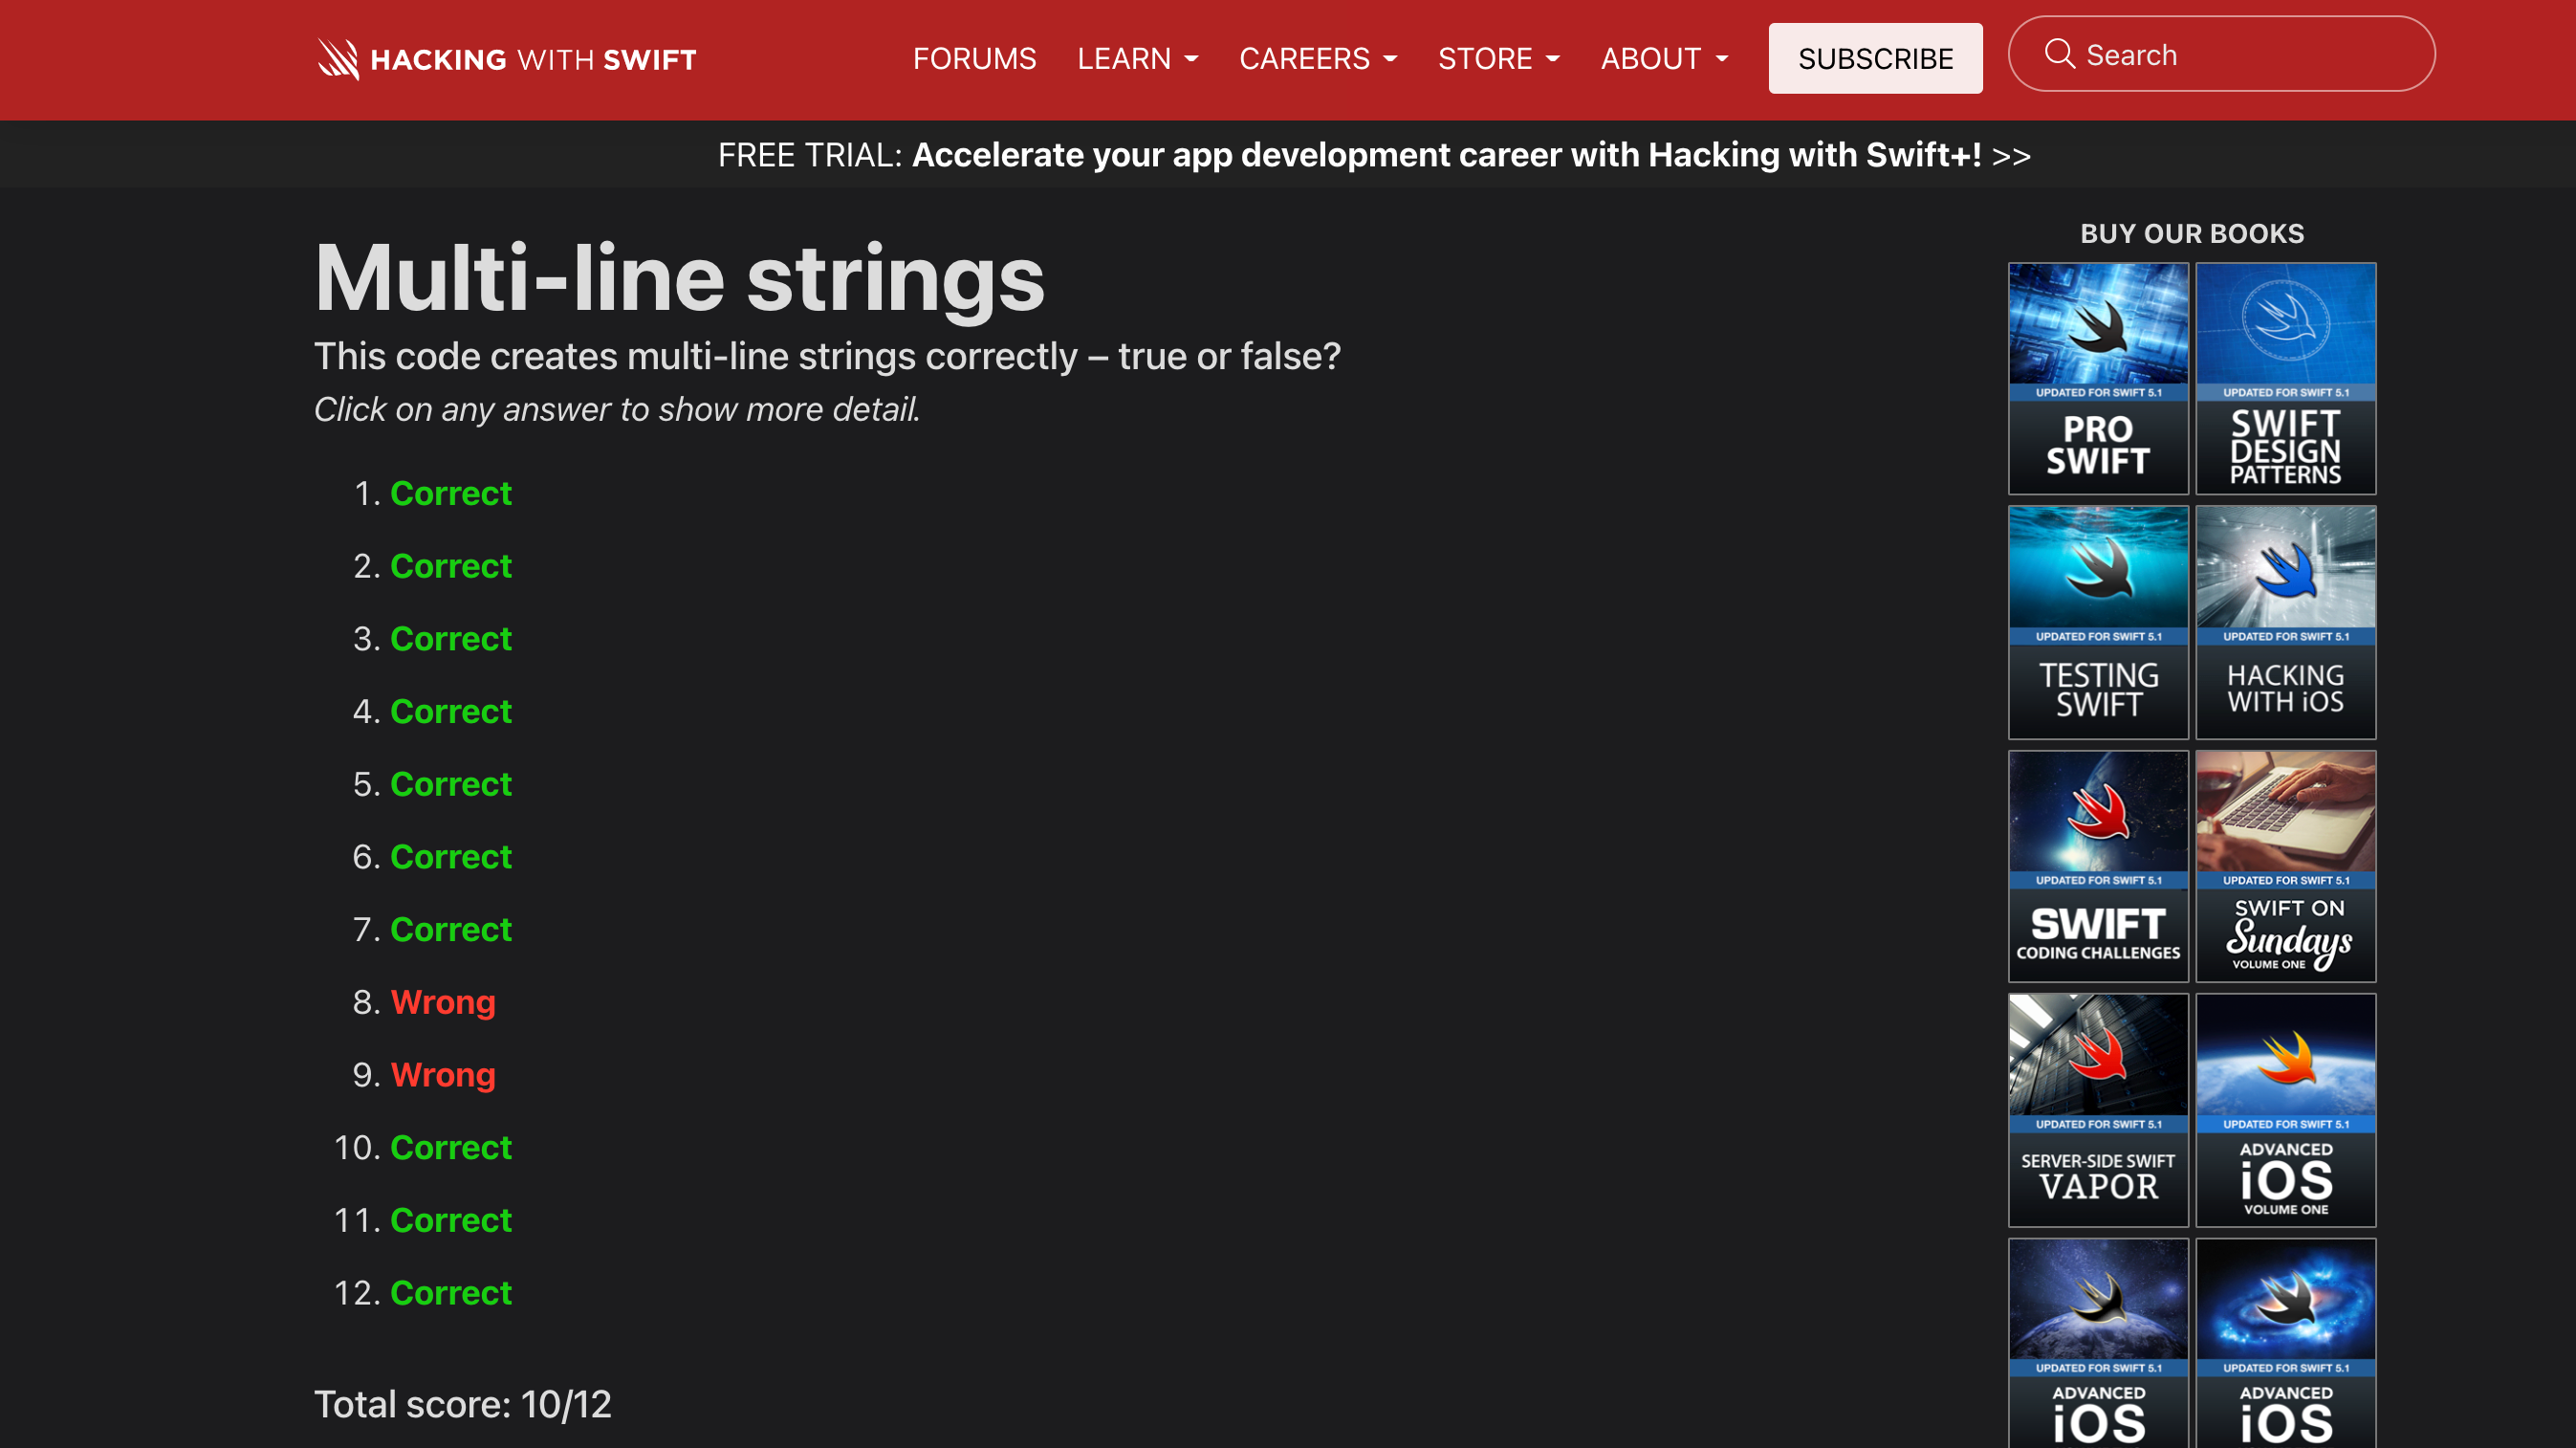 HACKING WITH SWIFT
FORUMS LEARN CAREERS STORE ABOUT SUBSCRIBE Search
FREE TRIAL: Accelerate your app development career with Hacking with Swift+! >>
Multi-line strings
This code creates multi-line strings correctly – true or false?
Click on any answer to show more detail.
1. Correct
2. Correct
3. Correct
4. Correct
5. Correct
6. Correct
7. Correct
8. Wrong
9. Wrong
10. Correct
11. Correct
12. Correct
Total score: 10/12
BUY OUR BOOKS
UPDATED FOR SWIFT 5.1
PRO
SWIFT
UPDATED FOR SWIFT 5.1
SWIFT
DESIGN
PATTERNS
UPDATED FOR SWIFT 5.1
TESTING
SWIFT
UPDATED FOR SWIFT 5.1
HACKING
WITH iOS
UPDATED FOR SWIFT 5.1
SWIFT
CODING CHALLENGES
UPDATED FOR SWIFT 5.1
SWIFT ON
Sundays
VOLUME ONE
UPDATED FOR SWIFT 5.1
SERVER-SIDE SWIFT
VAPOR
UPDATED FOR SWIFT 5.1
ADVANCED
iOS
VOLUME ONE
UPDATED FOR SWIFT 5.1
ADVANCED
iOS
UPDATED FOR SWIFT 5.1
ADVANCED
iOS